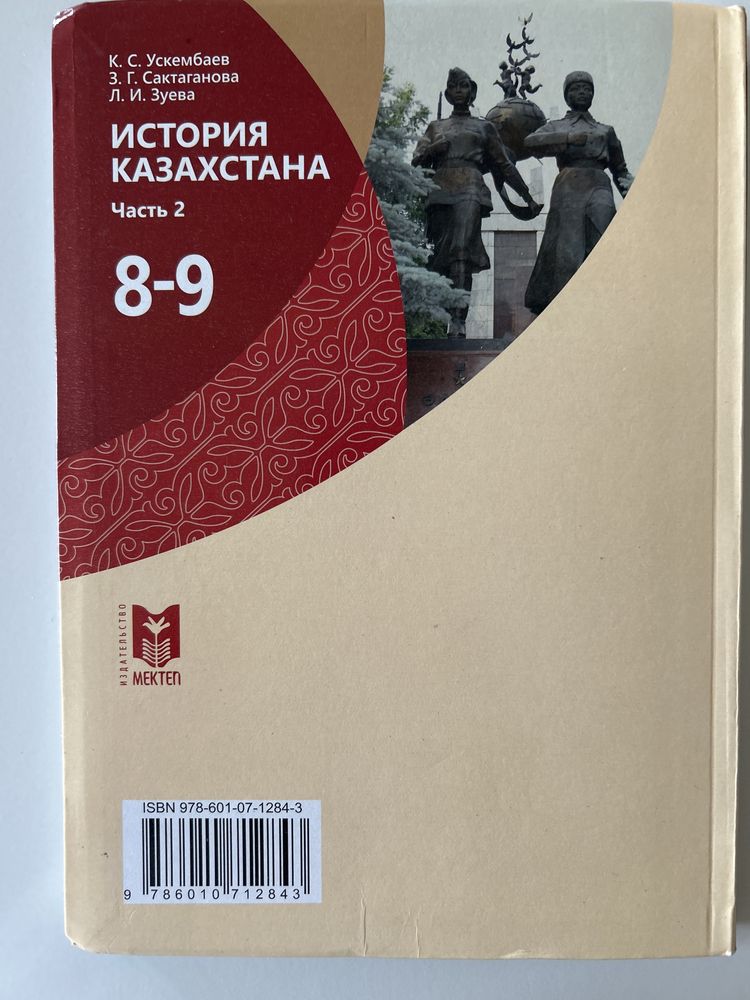 К. С. Ускембаев
З. Г. Сактаганова
Л. И. Зуева
ИСТОРИЯ
КАЗАХСТАНА
Часть 2
8-9
ИЗДАТЕЛЬСТВО
МЕКТЕП
ISBN 978-601-07-1284-3
9 786010 712843